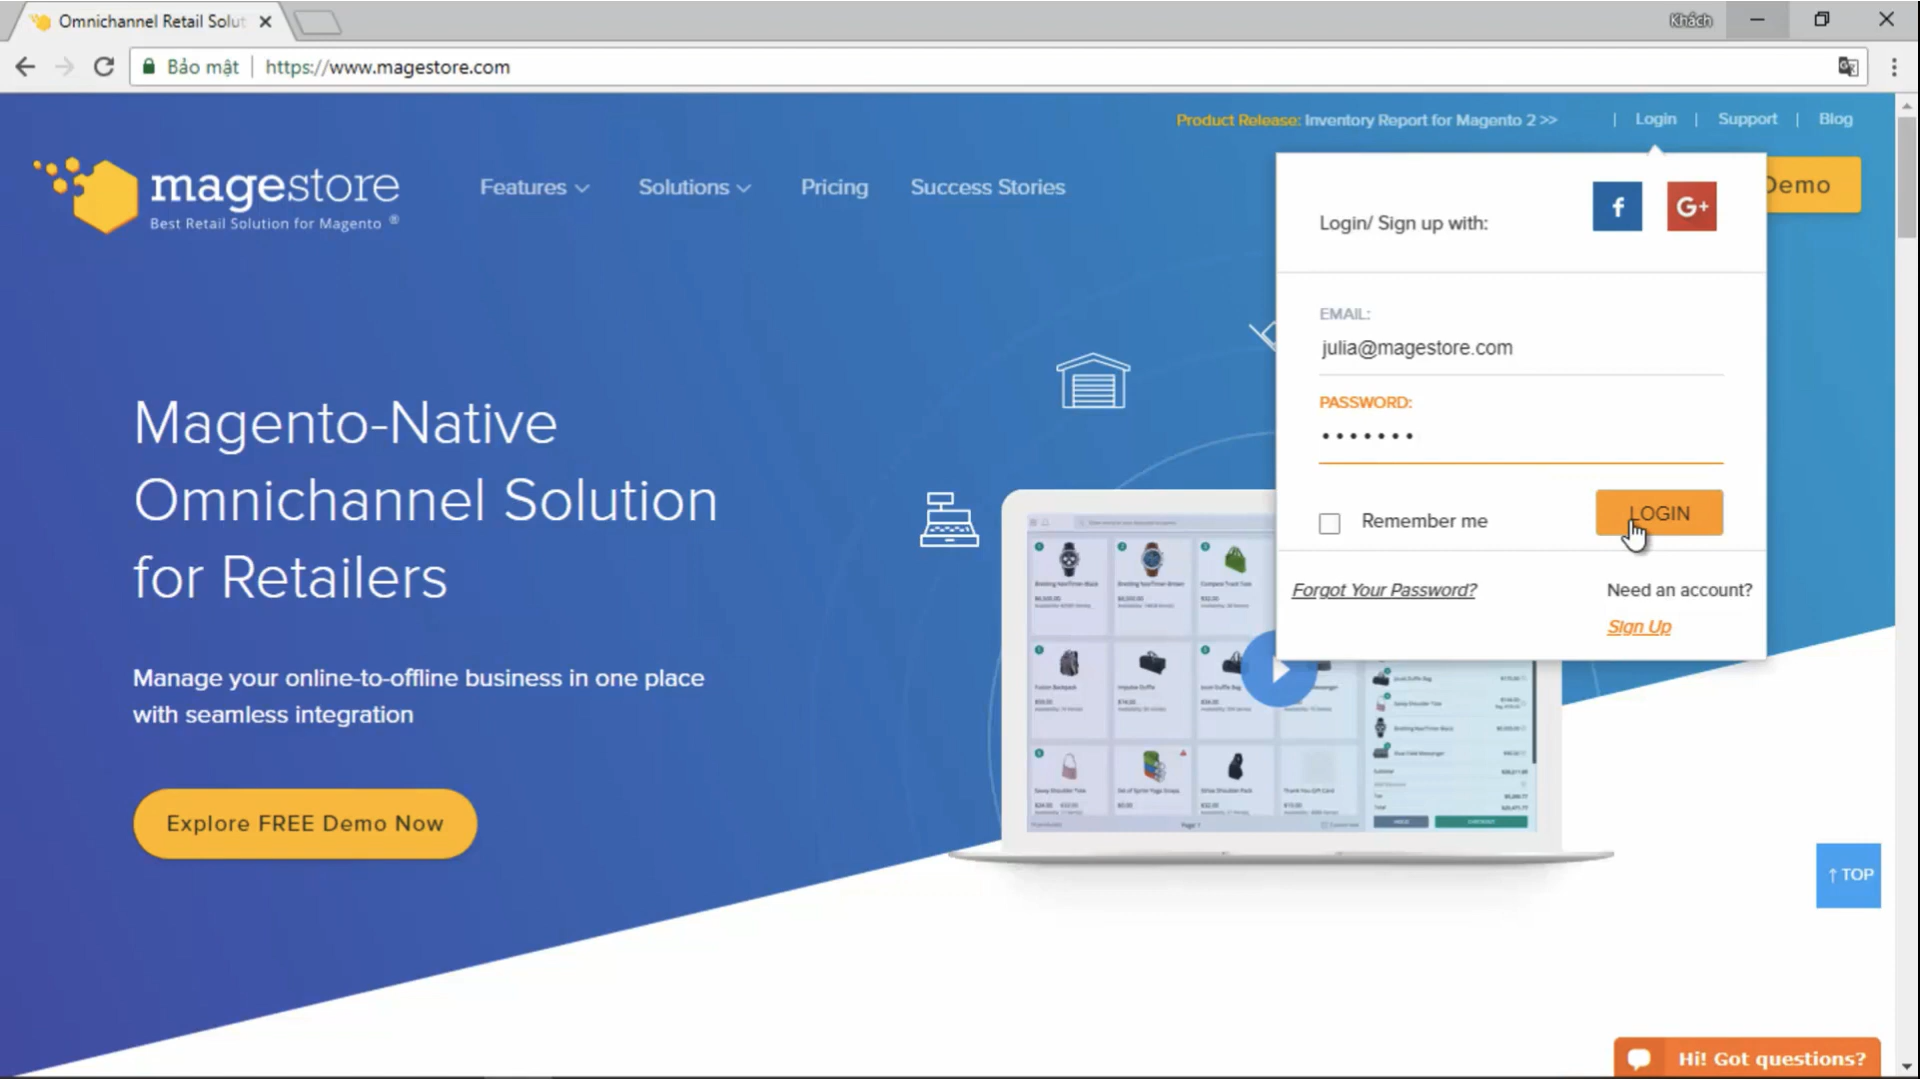 Omnichannel Retail Solut
Khách
Bảo mật | https://www.magestore.com
Product Release: Inventory Report for Magento 2 >> | Login | Support | Blog
magestore
Best Retail Solution for Magento ®
Features Solutions Pricing Success Stories
Demo
Login/ Sign up with:
f G+
EMAIL:
julia@magestore.com
PASSWORD:
•••••••
Remember me
LOGIN
Forgot Your Password?
Need an account?
Sign Up
Magento-Native
Omnichannel Solution
for Retailers
Manage your online-to-offline business in one place
with seamless integration
Explore FREE Demo Now
↑ TOP
Hi! Got questions?